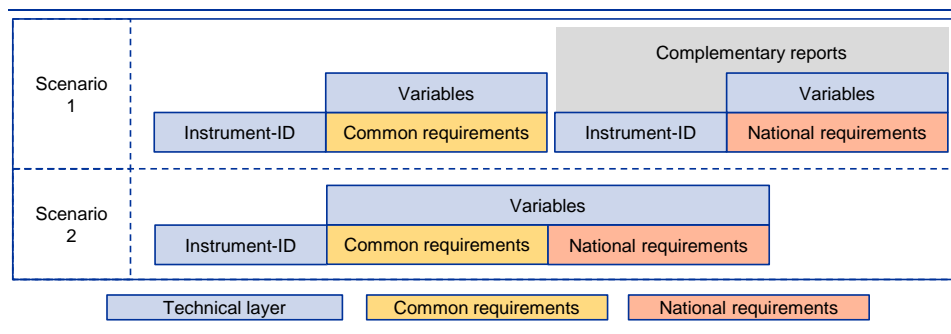 Complementary reports
Scenario
1
Variables
Variables
Instrument-ID
Common requirements
Instrument-ID
National requirements
Scenario
2
Variables
Instrument-ID
Common requirements
National requirements
Technical layer
Common requirements
National requirements